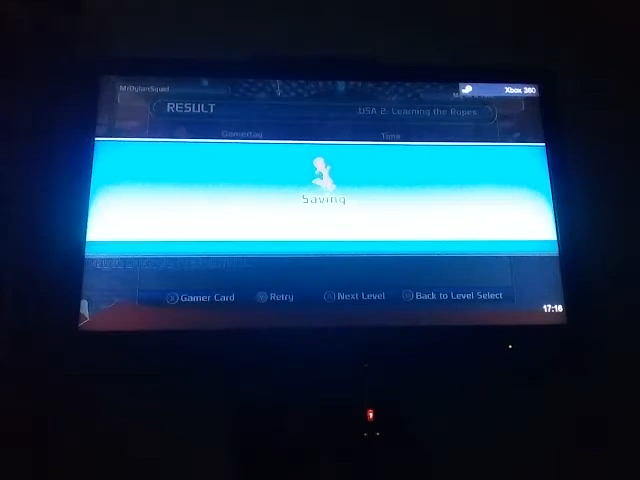 MrDylanSquad
Xbox 360
RESULT
USA 2: Learning the Ropes
Gamertag Time
Saving
X Gamer Card Y Retry Next Level Back to Level Select
17:16